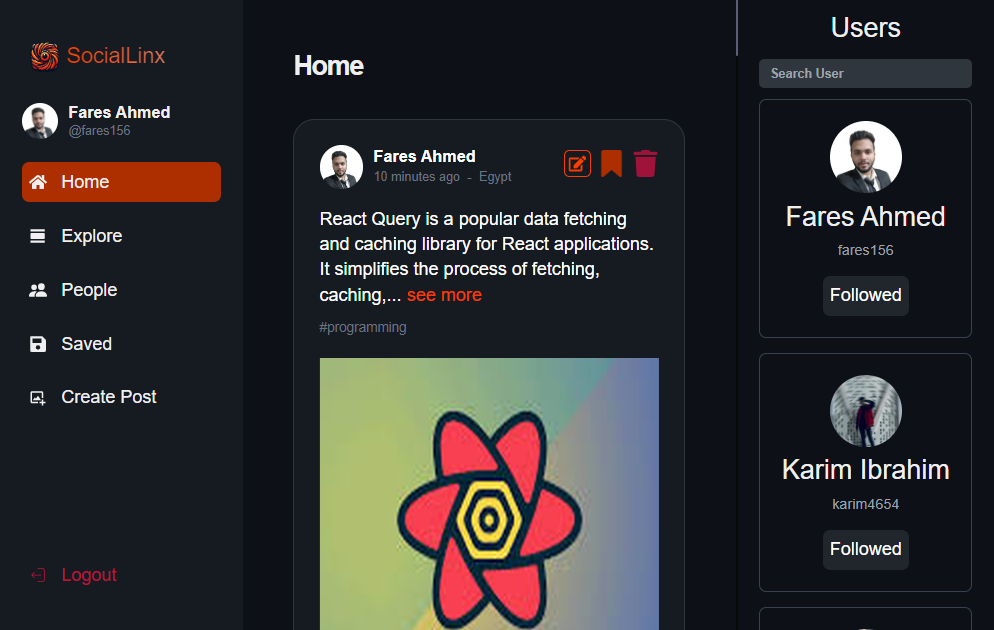 SocialLinx
Fares Ahmed
@fares156
Home
Explore
People
Saved
Create Post
Logout
Home
Fares Ahmed
10 minutes ago - Egypt
React Query is a popular data fetching
and caching library for React applications.
It simplifies the process of fetching,
caching,... see more
#programming
Users
Search User
Fares Ahmed
fares156
Followed
Karim Ibrahim
karim4654
Followed